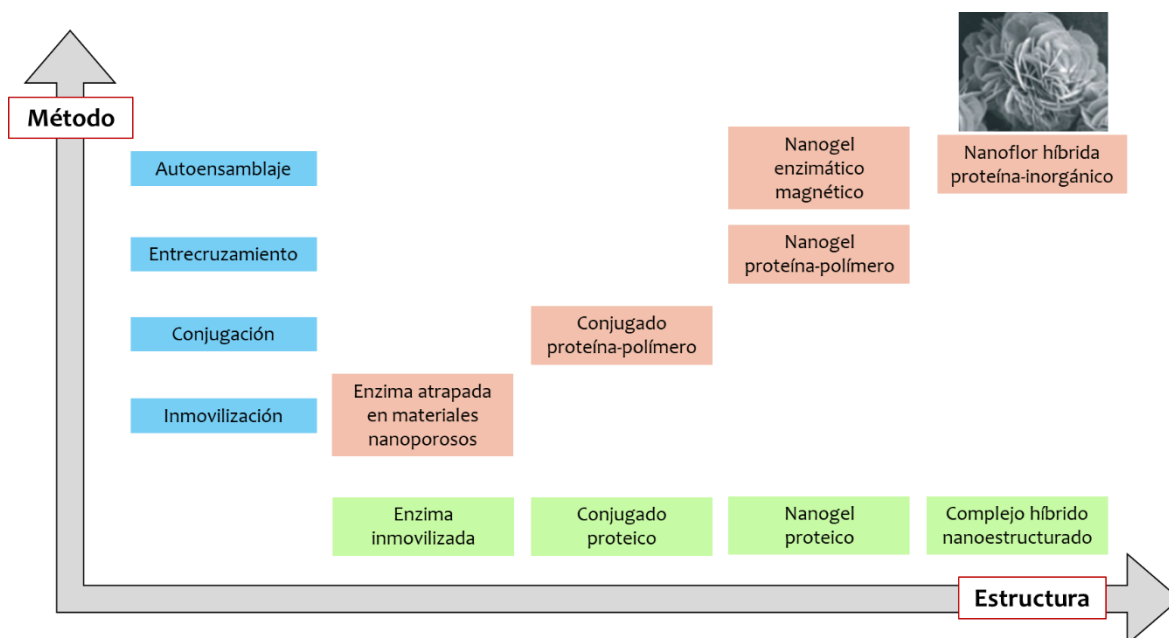 Método
Autoensamblaje
Nanogel
enzimático
magnético
Nanoflor híbrida
proteína-inorgánico
Entrecruzamiento
Nanogel
proteína-polímero
Conjugación
Conjugado
proteína-polímero
Inmovilización
Enzima atrapada
en materiales
nanoporosos
Enzima
inmovilizada
Conjugado
proteico
Nanogel
proteico
Complejo híbrido
nanoestructurado
Estructura